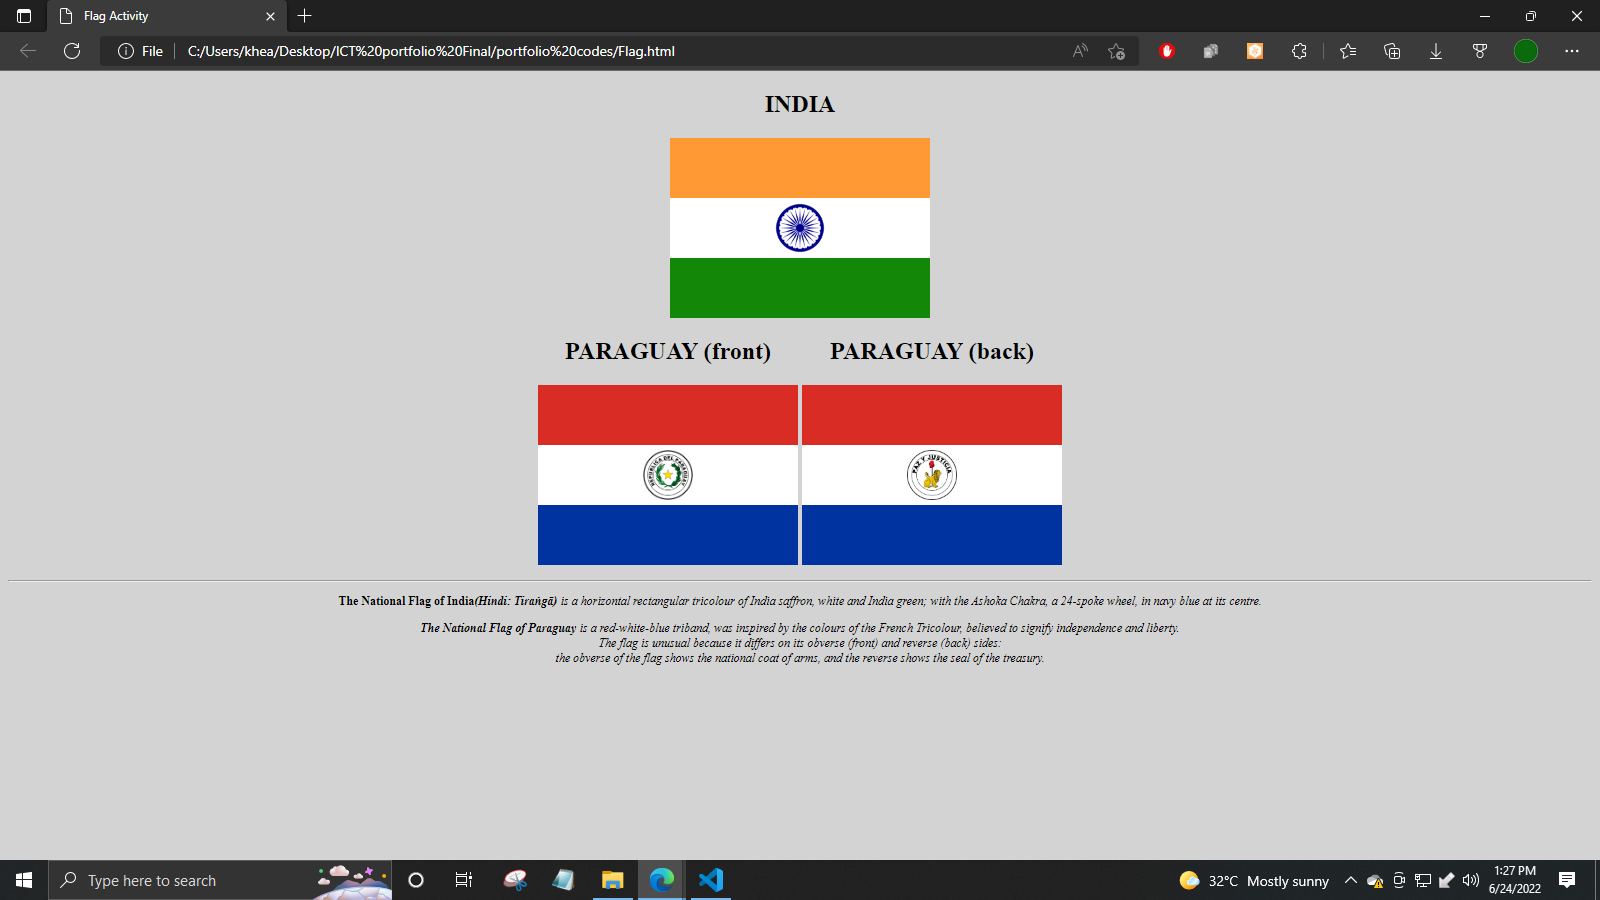 Flag Activity
File
C:/Users/khea/Desktop/ICT%20portfolio%20Final/portfolio%20codes/Flag.html
INDIA
PARAGUAY (front)
PARAGUAY (back)
REPUBLICA DEL PARAGUAY
PAZ Y JUSTICIA
The National Flag of India(Hindi: Tiraṅgā) is a horizontal rectangular tricolour of India saffron, white and India green; with the Ashoka Chakra, a 24-spoke wheel, in navy blue at its centre.
The National Flag of Paraguay is a red-white-blue triband, was inspired by the colours of the French Tricolour, believed to signify independence and liberty.
The flag is unusual because it differs on its obverse (front) and reverse (back) sides:
the obverse of the flag shows the national coat of arms, and the reverse shows the seal of the treasury.
Type here to search
32°C Mostly sunny
1:27 PM
6/24/2022